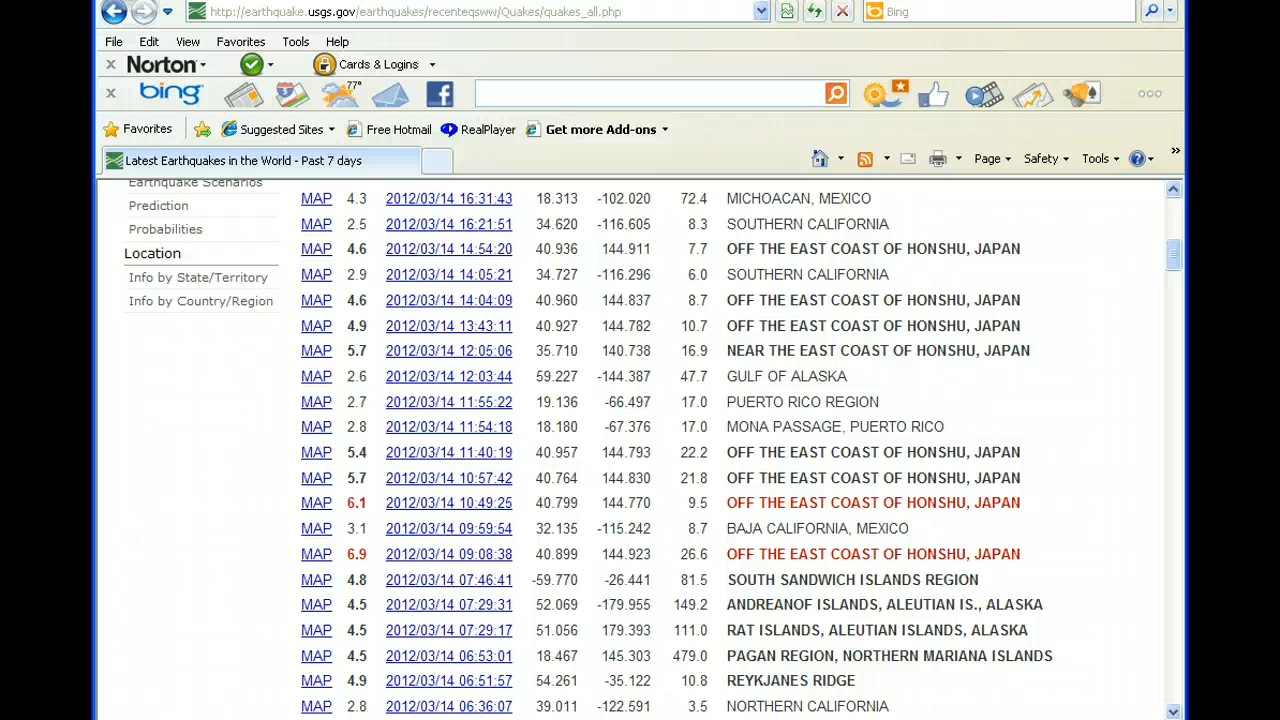 http://earthquake.usgs.gov/earthquakes/recenteqsww/Quakes/quakes_all.php Bing
File Edit View Favorites Tools Help
Norton Cards & Logins
bing 77°
Favorites Suggested Sites Free Hotmail RealPlayer Get more Add-ons
Latest Earthquakes in the World - Past 7 days Page Safety Tools
Earthquake Scenarios
Prediction
Probabilities
Location
Info by State/Territory
Info by Country/Region
MAP 4.3 2012/03/14 16:31:43 18.313 -102.020 72.4 MICHOACAN, MEXICO
MAP 2.5 2012/03/14 16:21:51 34.620 -116.605 8.3 SOUTHERN CALIFORNIA
MAP 4.6 2012/03/14 14:54:20 40.936 144.911 7.7 OFF THE EAST COAST OF HONSHU, JAPAN
MAP 2.9 2012/03/14 14:05:21 34.727 -116.296 6.0 SOUTHERN CALIFORNIA
MAP 4.6 2012/03/14 14:04:09 40.960 144.837 8.7 OFF THE EAST COAST OF HONSHU, JAPAN
MAP 4.9 2012/03/14 13:43:11 40.927 144.782 10.7 OFF THE EAST COAST OF HONSHU, JAPAN
MAP 5.7 2012/03/14 12:05:06 35.710 140.738 16.9 NEAR THE EAST COAST OF HONSHU, JAPAN
MAP 2.6 2012/03/14 12:03:44 59.227 -144.387 47.7 GULF OF ALASKA
MAP 2.7 2012/03/14 11:55:22 19.136 -66.497 17.0 PUERTO RICO REGION
MAP 2.8 2012/03/14 11:54:18 18.180 -67.376 17.0 MONA PASSAGE, PUERTO RICO
MAP 5.4 2012/03/14 11:40:19 40.957 144.793 22.2 OFF THE EAST COAST OF HONSHU, JAPAN
MAP 5.7 2012/03/14 10:57:42 40.764 144.830 21.8 OFF THE EAST COAST OF HONSHU, JAPAN
MAP 6.1 2012/03/14 10:49:25 40.799 144.770 9.5 OFF THE EAST COAST OF HONSHU, JAPAN
MAP 3.1 2012/03/14 09:59:54 32.135 -115.242 8.7 BAJA CALIFORNIA, MEXICO
MAP 6.9 2012/03/14 09:08:38 40.899 144.923 26.6 OFF THE EAST COAST OF HONSHU, JAPAN
MAP 4.8 2012/03/14 07:46:41 -59.770 -26.441 81.5 SOUTH SANDWICH ISLANDS REGION
MAP 4.5 2012/03/14 07:29:31 52.069 -179.955 149.2 ANDREANOF ISLANDS, ALEUTIAN IS., ALASKA
MAP 4.5 2012/03/14 07:29:17 51.056 179.393 111.0 RAT ISLANDS, ALEUTIAN ISLANDS, ALASKA
MAP 4.5 2012/03/14 06:53:01 18.467 145.303 479.0 PAGAN REGION, NORTHERN MARIANA ISLANDS
MAP 4.9 2012/03/14 06:51:57 54.261 -35.122 10.8 REYKJANES RIDGE
MAP 2.8 2012/03/14 06:36:07 39.011 -122.591 3.5 NORTHERN CALIFORNIA